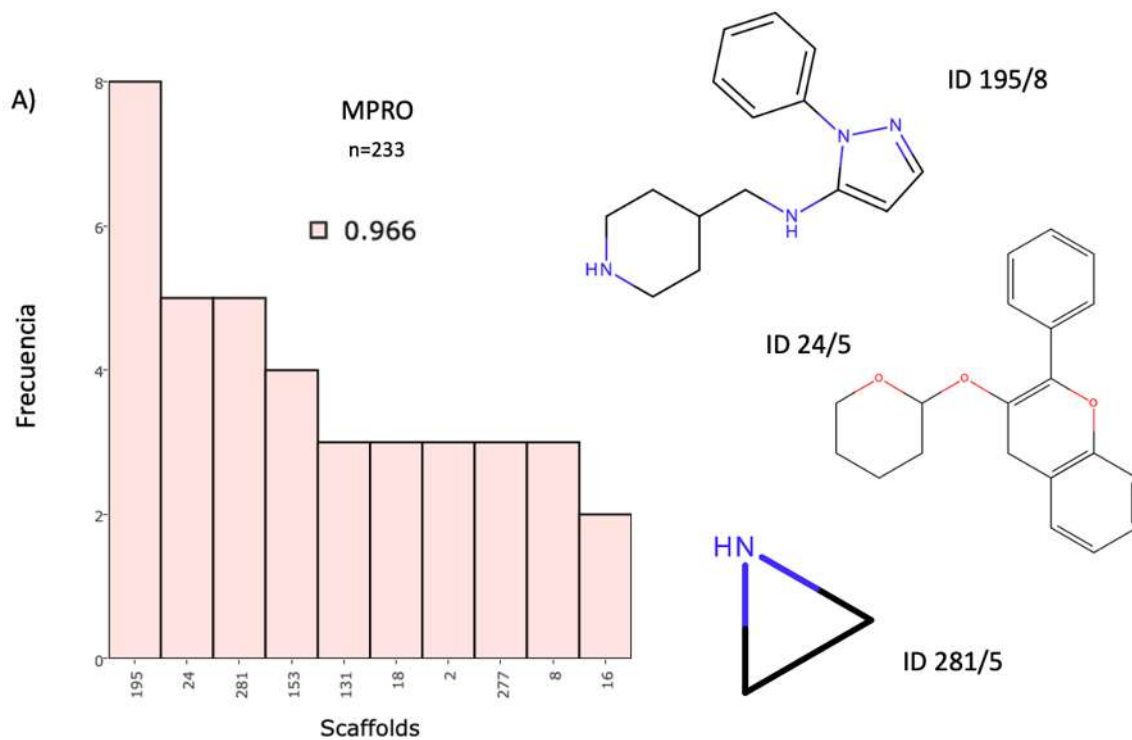 A)
MPRO
n=233
0.966
Frecuencia
8
6
4
2
0
195 24 281 153 131 18 2 277 8 16
Scaffolds
ID 195/8
N
N
N
H
HN
ID 24/5
O
O
O
HN
ID 281/5